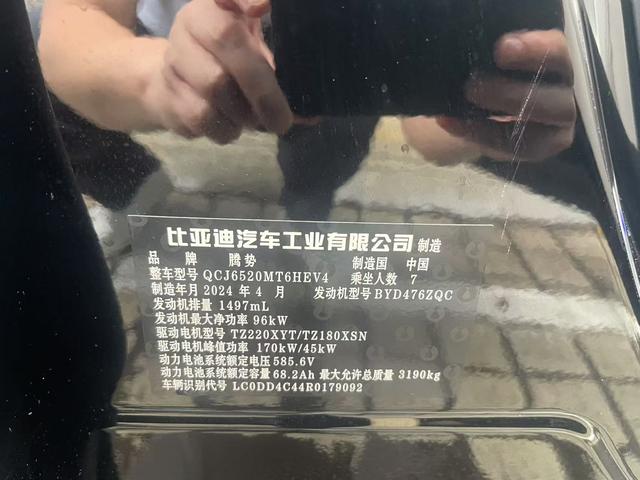 比亚迪汽车工业有限公司 制造
品 牌 腾势 制造国 中国
整车型号 QCJ6520MT6HEV4 乘坐人数 7
制造年月 2024 年 4 月 发动机型号 BYD476ZQC
发动机排量 1497mL
发动机最大净功率 96kW
驱动电机型号 TZ220XYT/TZ180XSN
驱动电机峰值功率 170kW/45kW
动力电池系统额定电压 585.6V
动力电池系统额定容量 68.2Ah 最大允许总质量 3190kg
车辆识别代号 LC0DD4C44R0179092